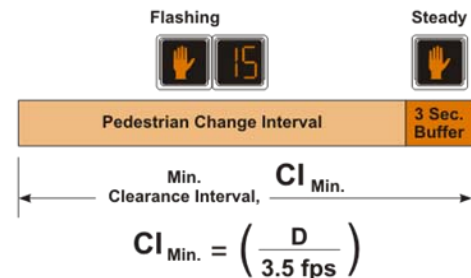 Flashing
Steady
15
Pedestrian Change Interval
3 Sec.
Buffer
Min.
Clearance Interval, CI Min.
CI Min. = ( D / 3.5 fps )